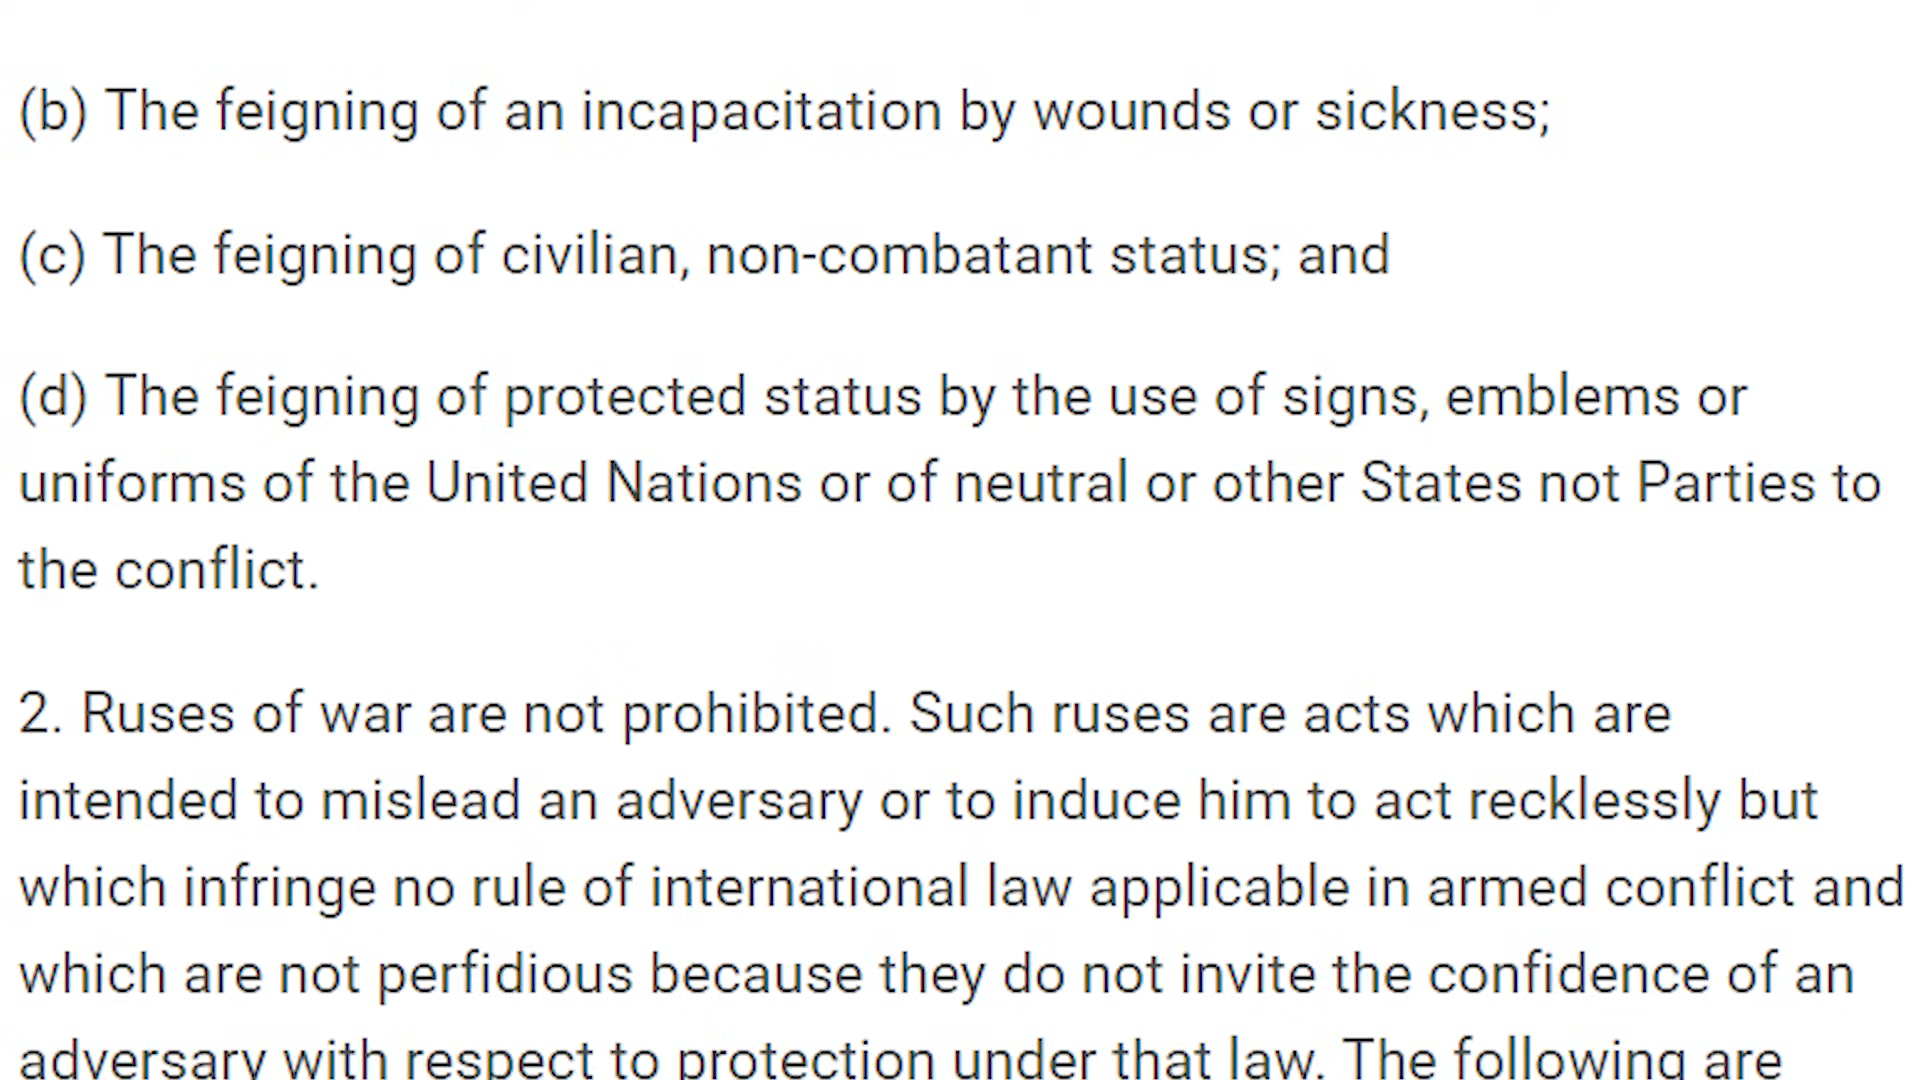 (b) The feigning of an incapacitation by wounds or sickness;
(c) The feigning of civilian, non-combatant status; and
(d) The feigning of protected status by the use of signs, emblems or
uniforms of the United Nations or of neutral or other States not Parties to
the conflict.
2. Ruses of war are not prohibited. Such ruses are acts which are
intended to mislead an adversary or to induce him to act recklessly but
which infringe no rule of international law applicable in armed conflict and
which are not perfidious because they do not invite the confidence of an
adversary with respect to protection under that law. The following are